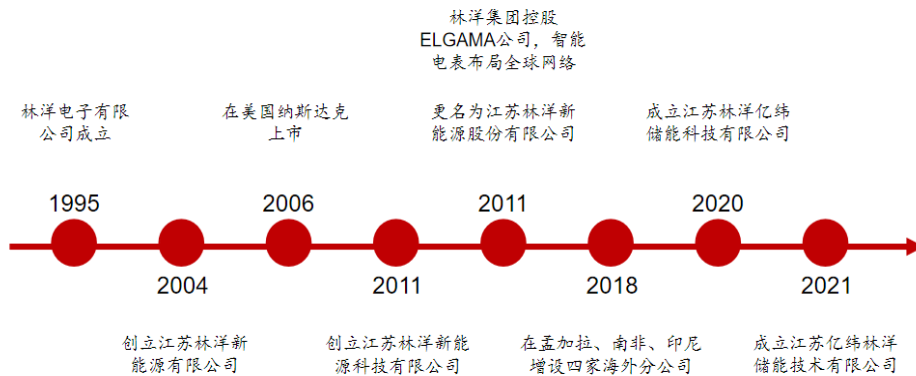 林洋集团控股
ELGAMA公司，智能
电表布局全球网络
林洋电子有限
公司成立
在美国纳斯达克
上市
更名为江苏林洋新
能源股份有限公司
成立江苏林洋亿纬
储能科技有限公司
1995
2006
2011
2020
2004
2011
2018
2021
创立江苏林洋新
能源有限公司
创立江苏林洋新能
源科技有限公司
在孟加拉、南非、印尼
增设四家海外分公司
成立江苏亿纬林洋
储能技术有限公司